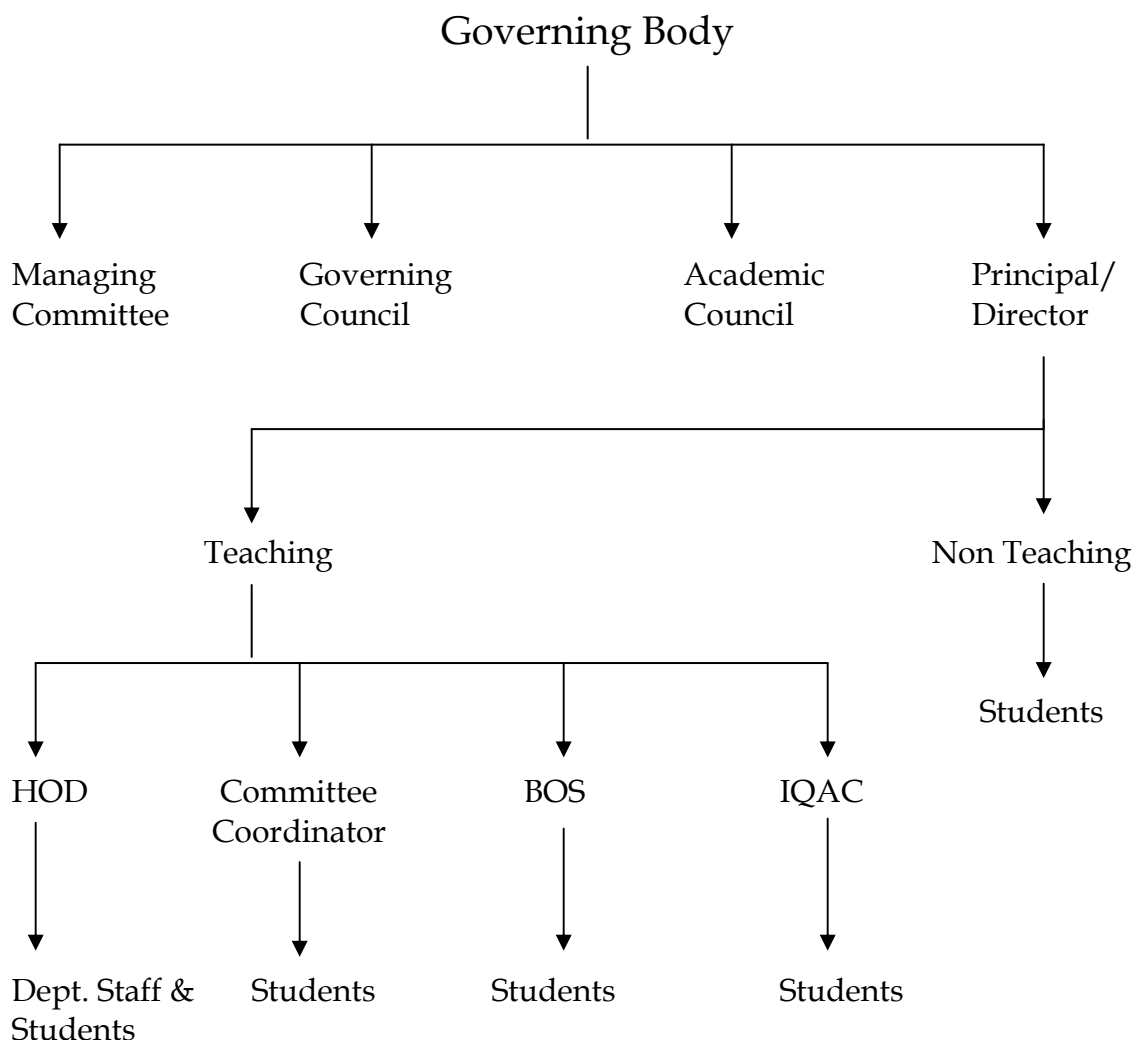 Governing Body
Managing
Committee
Governing
Council
Academic
Council
Principal/
Director
Teaching
Non Teaching
Students
HOD
Committee
Coordinator
BOS
IQAC
Dept. Staff &
Students
Students
Students
Students